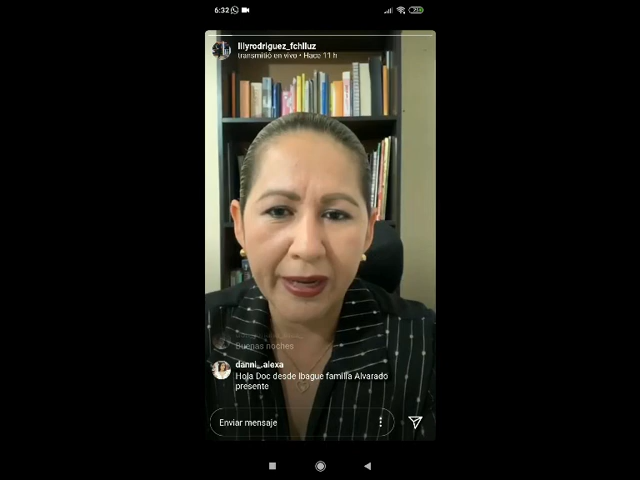 6:32
lilyrodriguez_fchlluz
transmitió en vivo • Hace 11 h
Buenas noches
danni_.alexa
Hola Doc desde Ibague familia Alvarado
presente
Enviar mensaje